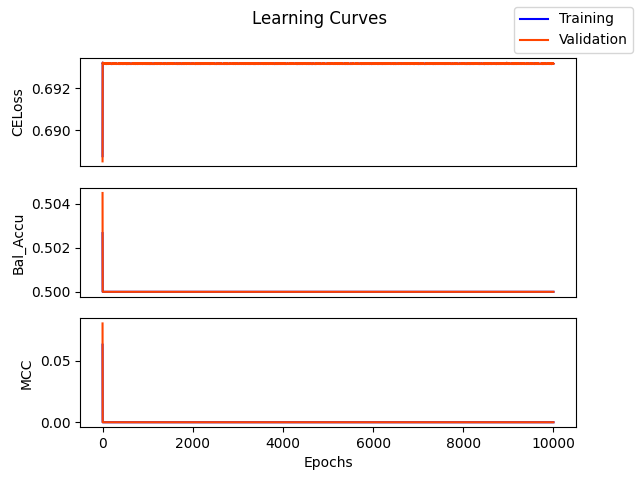 Learning Curves
Training
Validation
CELoss
0.692
0.690
Bal_Accu
0.504
0.502
0.500
MCC
0.05
0.00
0 2000 4000 6000 8000 10000
Epochs